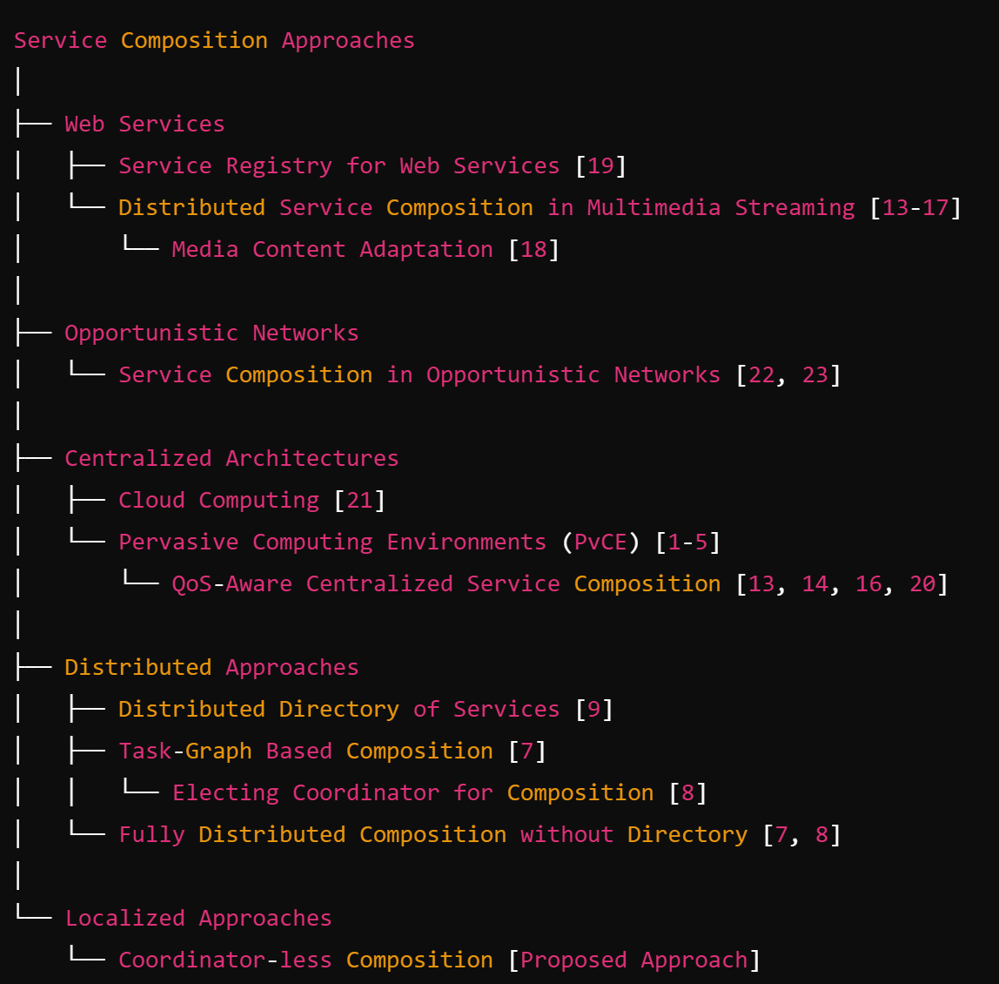 Service Composition Approaches
│
├── Web Services
│   ├── Service Registry for Web Services [19]
│   └── Distributed Service Composition in Multimedia Streaming [13-17]
│       └── Media Content Adaptation [18]
│
├── Opportunistic Networks
│   └── Service Composition in Opportunistic Networks [22, 23]
│
├── Centralized Architectures
│   ├── Cloud Computing [21]
│   └── Pervasive Computing Environments (PvCE) [1-5]
│       └── QoS-Aware Centralized Service Composition [13, 14, 16, 20]
│
├── Distributed Approaches
│   ├── Distributed Directory of Services [9]
│   ├── Task-Graph Based Composition [7]
│   │   └── Electing Coordinator for Composition [8]
│   └── Fully Distributed Composition without Directory [7, 8]
│
└── Localized Approaches
    └── Coordinator-less Composition [Proposed Approach]